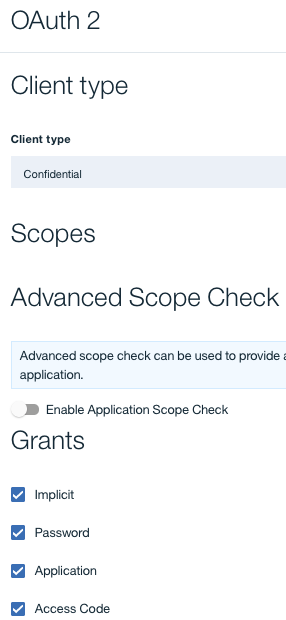 OAuth 2
Client type
Client type
Confidential
Scopes
Advanced Scope Check
Advanced scope check can be used to provide a
application.
Enable Application Scope Check
Grants
Implicit
Password
Application
Access Code